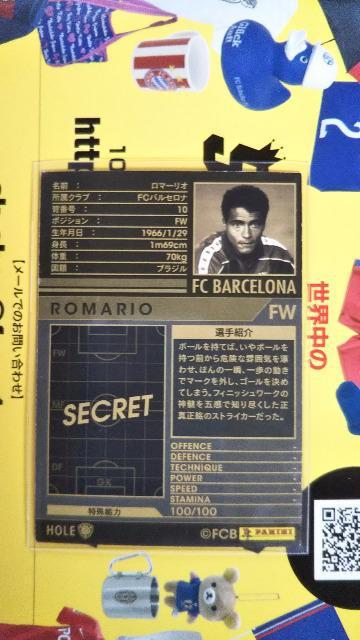 名前 : ロマーリオ
所属クラブ : FCバルセロナ
背番号 : 10
ポジション : FW
生年月日 : 1966/1/29
身長 : 1m69cm
体重 : 70kg
国籍 : ブラジル
FC BARCELONA
ROMARIO
FW
FW
MF
DF
GK
SECRET
選手紹介
ボールを持てば、いやボールを
持つ前から危険な雰囲気を漂
わせ、ほんの一瞬、一歩の動き
でマークを外し、ゴールを決め
てしまう。フィニッシュワークの
神髄を五感で知り尽くした正
真正銘のストライカーだった。
OFFENCE -
DEFENCE -
TECHNIQUE -
POWER -
SPEED -
STAMINA -
特殊能力
100/100
HOLE
©FCB
PANINI
世界中の
【メールでのお問い合わせ】
http
10
2